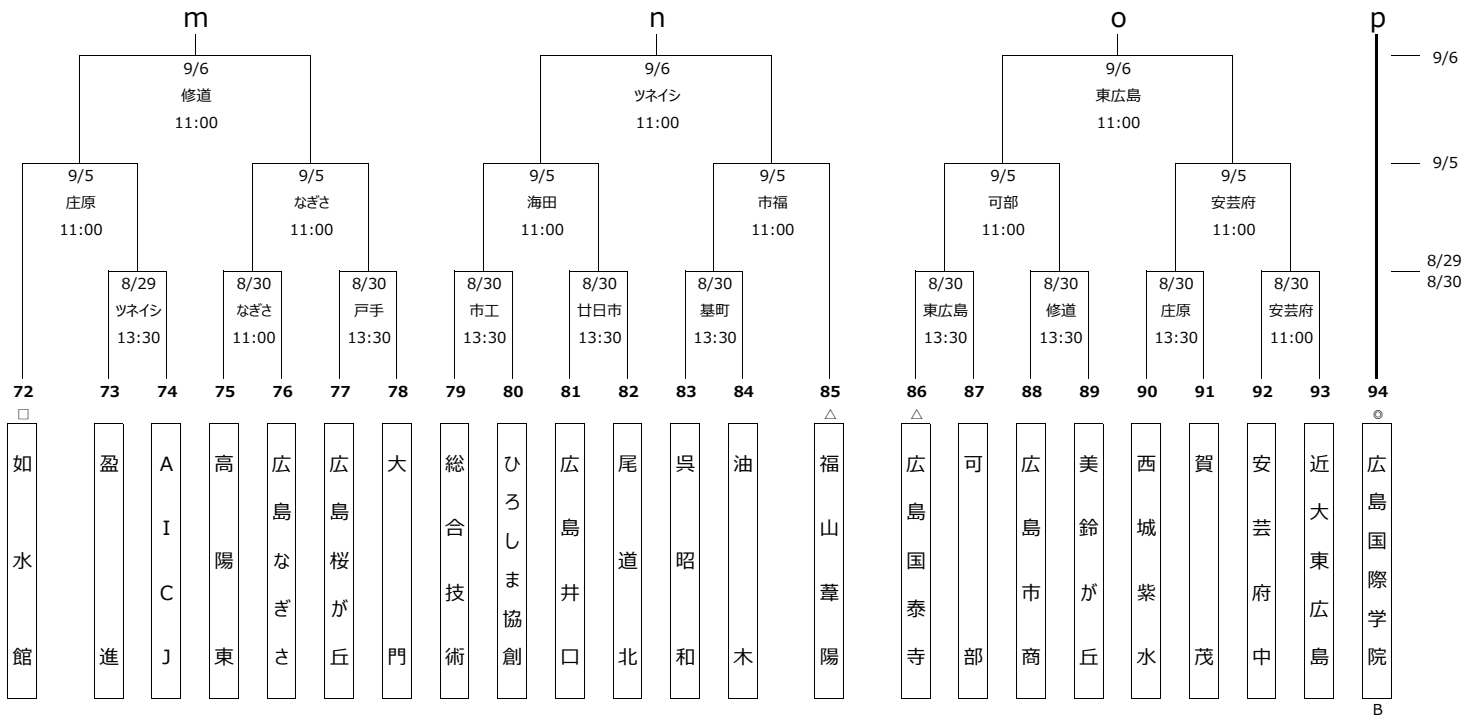 m n o p
9/6 9/6 9/6 9/6
修道 ツネイシ 東広島
11:00 11:00 11:00
9/5 9/5 9/5 9/5 9/5 9/5 9/5
庄原 なぎさ 海田 市福 可部 安芸府
11:00 11:00 11:00 11:00 11:00 11:00
8/29
8/29 8/30 8/30 8/30 8/30 8/30 8/30 8/30 8/30 8/30 8/30
ツネイシ なぎさ 戸手 市工 廿日市 基町 東広島 修道 庄原 安芸府
13:30 11:00 13:30 13:30 13:30 13:30 13:30 13:30 13:30 11:00
72 73 74 75 76 77 78 79 80 81 82 83 84 85 86 87 88 89 90 91 92 93 94
□ △ △ ◎
如水館
盈進
AICJ
高陽東
広島なぎさ
広島桜が丘
大門
総合技術
ひろしま協創
広島井口
尾道北
呉昭和
油木
福山葦陽
広島国泰寺
可部
広島市商
美鈴が丘
西城紫水
賀茂
安芸府中
近大東広島
広島国際学院
B